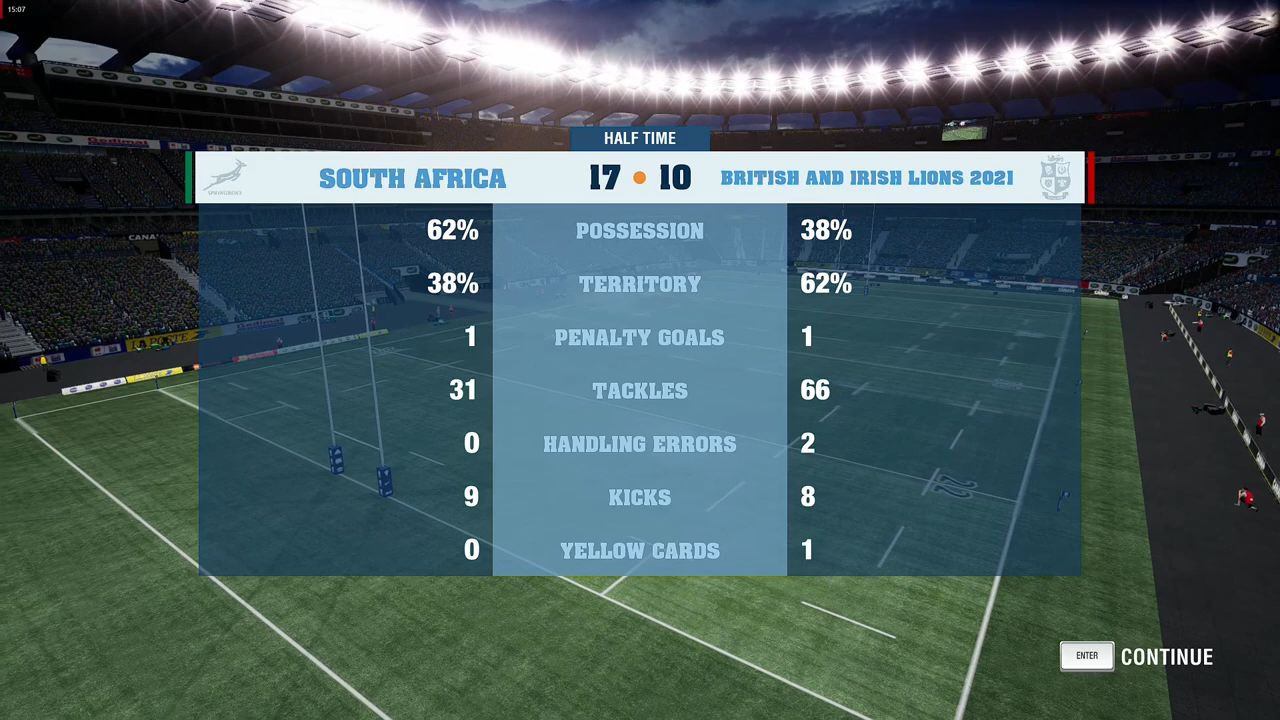 15:07
HALF TIME
SPRINGBOKS
SOUTH AFRICA 17 10 BRITISH AND IRISH LIONS 2021
62% POSSESSION 38%
38% TERRITORY 62%
1 PENALTY GOALS 1
31 TACKLES 66
0 HANDLING ERRORS 2
9 KICKS 8
0 YELLOW CARDS 1
22
ENTER CONTINUE